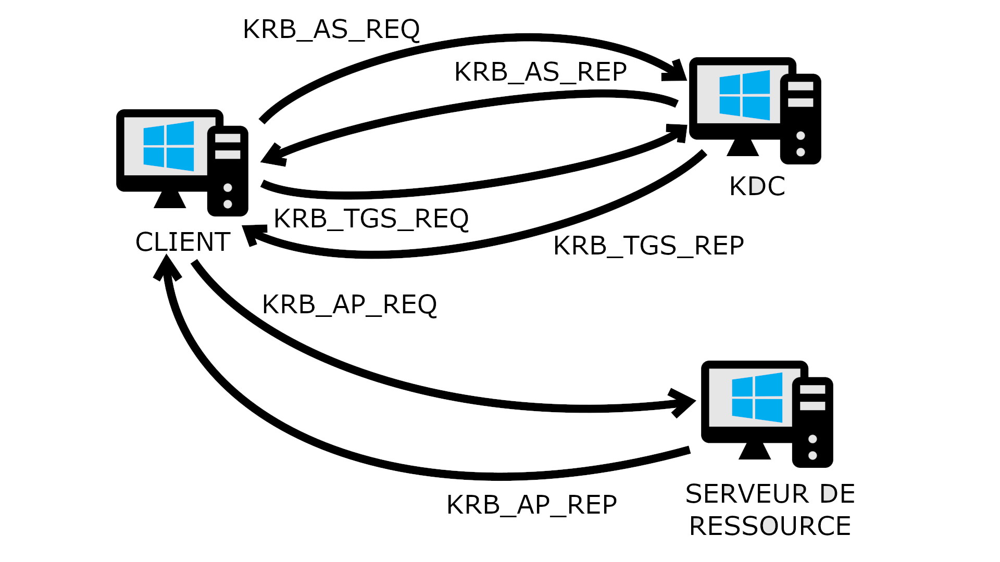 KRB_AS_REQ
KRB_AS_REP
KDC
KRB_TGS_REQ
CLIENT
KRB_TGS_REP
KRB_AP_REQ
KRB_AP_REP
SERVEUR DE
RESSOURCE